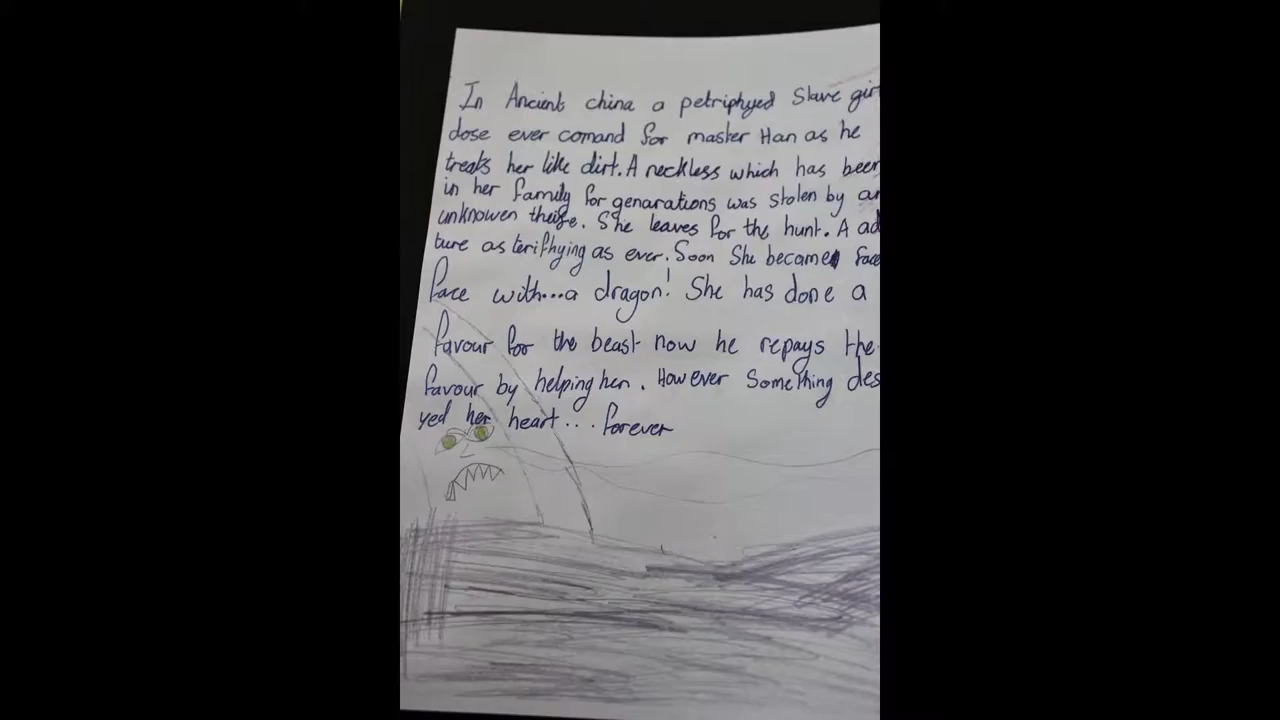 In Ancient china a petriphyed Slave gir
dose ever comand for master Han as he
treats her like dirt. A neckless which has been
in her family for genarations was stolen by an
unknowen theife. She leaves for the hunt. A ad
ture as terifhying as ever. Soon She became face
face with...a dragon! She has done a
favour for the beast now he repays the
favour by helping her. However Something des
yed her heart... forever